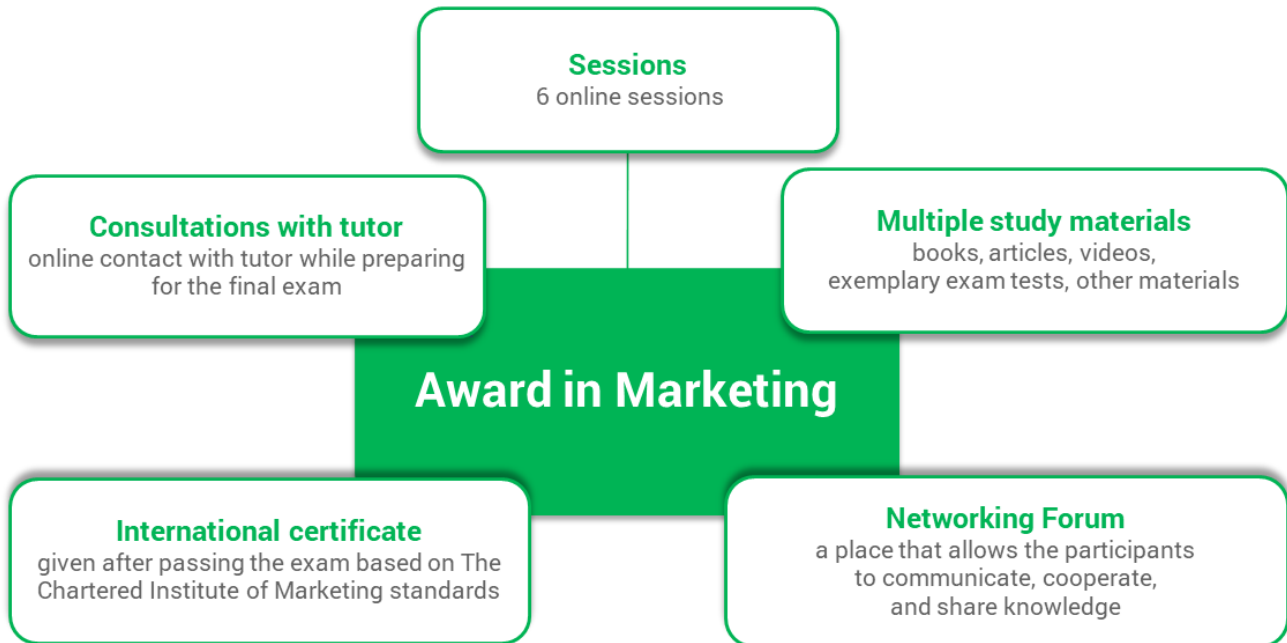 Sessions
6 online sessions
Consultations with tutor
online contact with tutor while preparing
for the final exam
Multiple study materials
books, articles, videos,
exemplary exam tests, other materials
Award in Marketing
International certificate
given after passing the exam based on The
Chartered Institute of Marketing standards
Networking Forum
a place that allows the participants
to communicate, cooperate,
and share knowledge